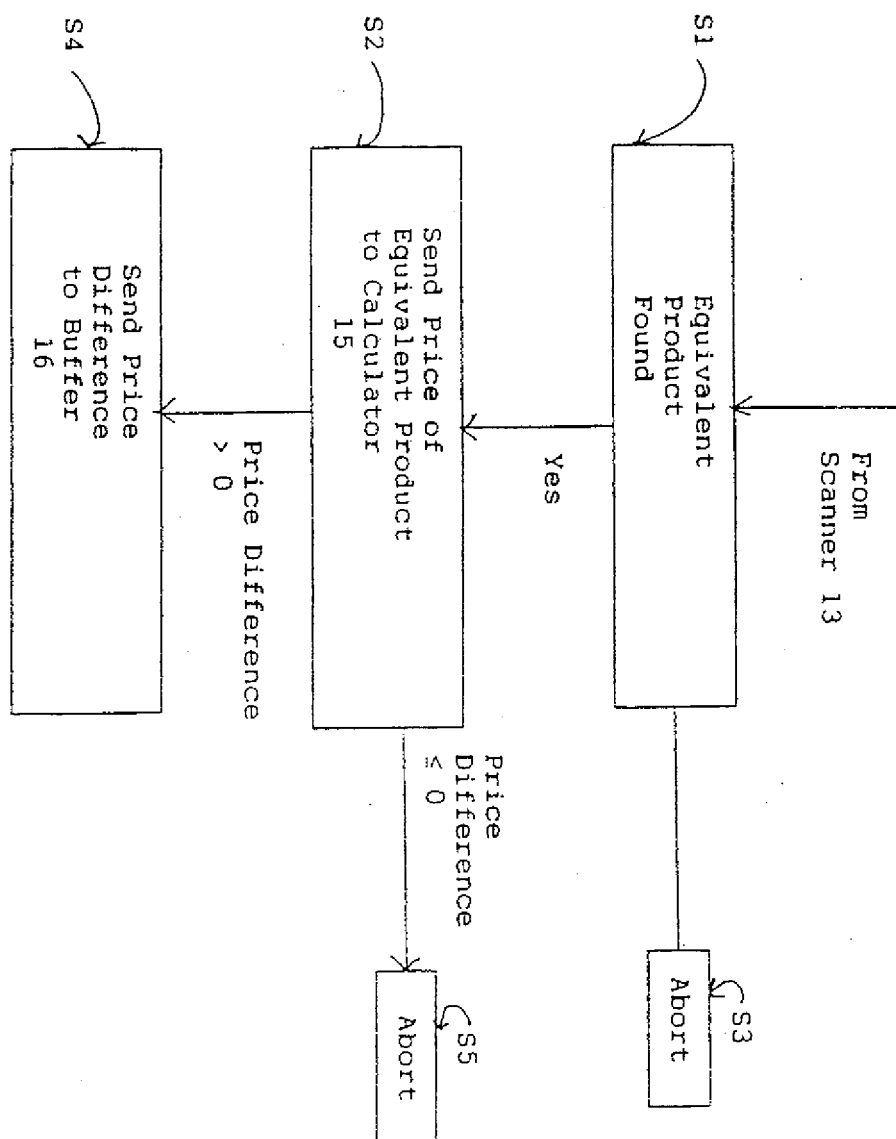 From
Scanner 13
S1
Equivalent
Product
Found
S3
Abort
Yes
S2
Send Price of
Equivalent Product
to Calculator
15
Price
Difference
≤ 0
S5
Abort
Price Difference
> 0
S4
Send Price
Difference
to Buffer
16